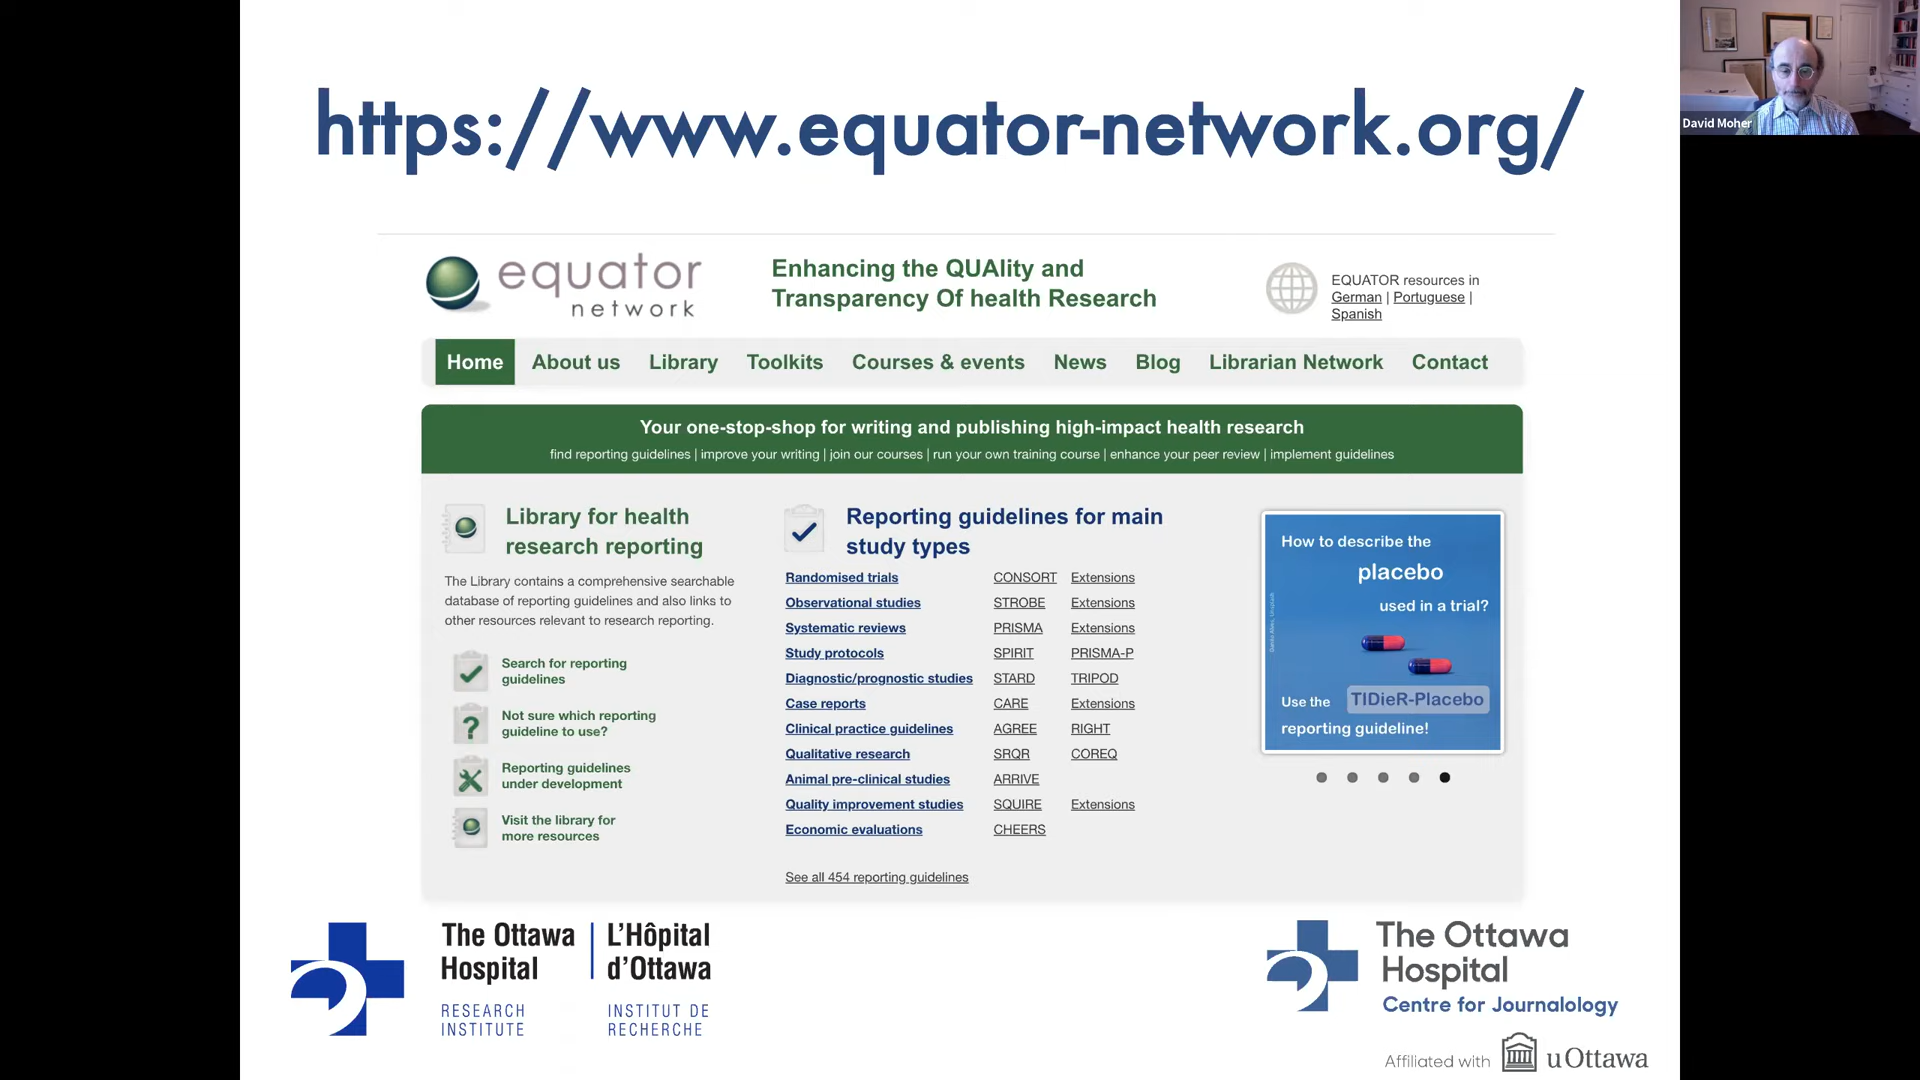 https://www.equator-network.org/
David Moher
equator
network
Enhancing the QUAlity and
Transparency Of health Research
EQUATOR resources in
German | Portuguese |
Spanish
Home About us Library Toolkits Courses & events News Blog Librarian Network Contact
Your one-stop-shop for writing and publishing high-impact health research
find reporting guidelines | improve your writing | join our courses | run your own training course | enhance your peer review | implement guidelines
Library for health
research reporting
The Library contains a comprehensive searchable
database of reporting guidelines and also links to
other resources relevant to research reporting.
Search for reporting
guidelines
Not sure which reporting
guideline to use?
Reporting guidelines
under development
Visit the library for
more resources
Reporting guidelines for main
study types
Randomised trials CONSORT Extensions
Observational studies STROBE Extensions
Systematic reviews PRISMA Extensions
Study protocols SPIRIT PRISMA-P
Diagnostic/prognostic studies STARD TRIPOD
Case reports CARE Extensions
Clinical practice guidelines AGREE RIGHT
Qualitative research SRQR COREQ
Animal pre-clinical studies ARRIVE
Quality improvement studies SQUIRE Extensions
Economic evaluations CHEERS
See all 454 reporting guidelines
How to describe the
placebo
used in a trial?
Use the TIDieR-Placebo
reporting guideline!
The Ottawa
Hospital
RESEARCH
INSTITUTE
L'Hôpital
d'Ottawa
INSTITUT DE
RECHERCHE
The Ottawa
Hospital
Centre for Journalology
Affiliated with uOttawa